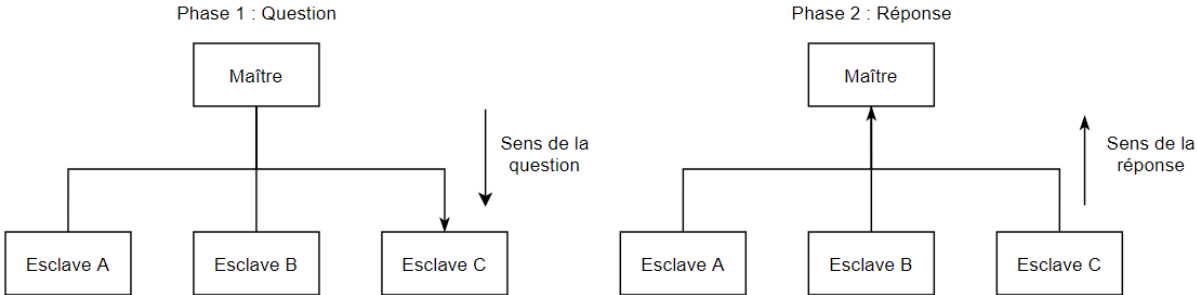 Phase 1 : Question
Maître
Sens de la
question
Esclave A
Esclave B
Esclave C
Phase 2 : Réponse
Maître
Sens de la
réponse
Esclave A
Esclave B
Esclave C